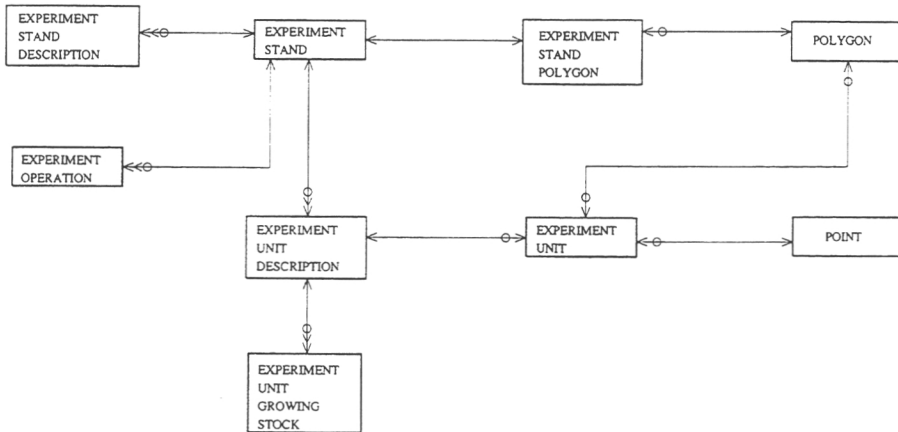 EXPERIMENT
STAND
DESCRIPTION
EXPERIMENT
STAND
EXPERIMENT
STAND
POLYGON
POLYGON
EXPERIMENT
OPERATION
EXPERIMENT
UNIT
DESCRIPTION
EXPERIMENT
UNIT
POINT
EXPERIMENT
UNIT
GROWING
STOCK